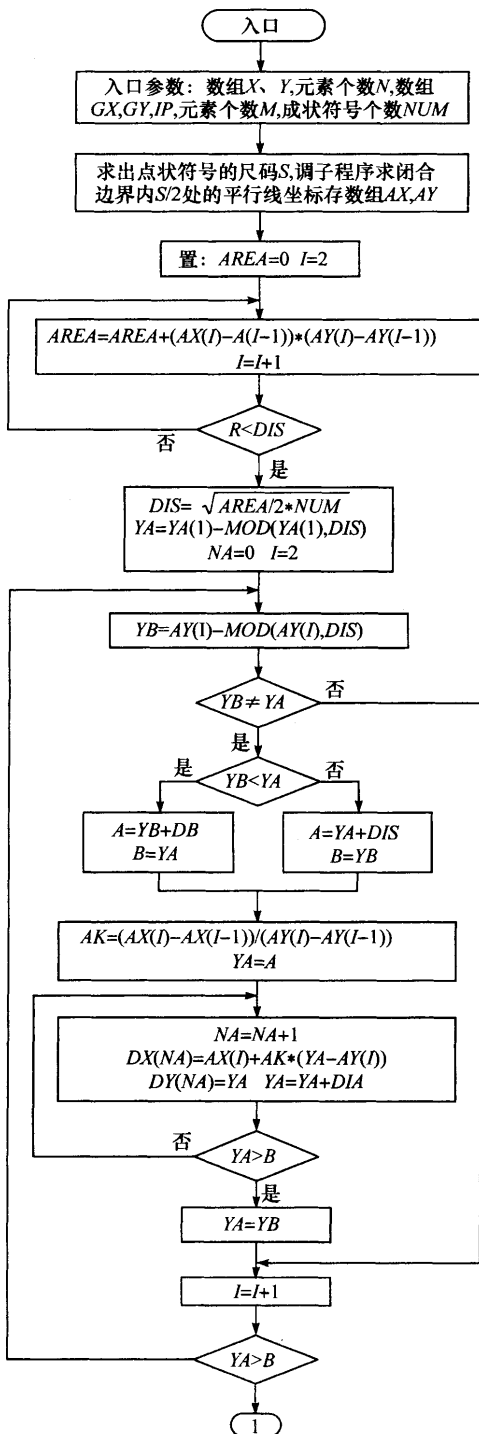 入口
入口参数：数组X、Y,元素个数N,数组
GX,GY,IP,元素个数M,成状符号个数NUM
求出点状符号的尺码S,调子程序求闭合
边界内S/2处的平行线坐标存数组AX,AY
置：AREA=0 I=2
AREA=AREA+(AX(I)-A(I-1))*(AY(I)-AY(I-1))
I=I+1
R<DIS
否
是
DIS= √AREA/2*NUM
YA=YA(1)-MOD(YA(1),DIS)
NA=0 I=2
YB=AY(I)-MOD(AY(I),DIS)
YB≠YA
否
是
YB<YA
是
否
A=YB+DB
B=YA
A=YA+DIS
B=YB
AK=(AX(I)-AX(I-1))/(AY(I)-AY(I-1))
YA=A
NA=NA+1
DX(NA)=AX(I)+AK*(YA-AY(I))
DY(NA)=YA YA=YA+DIA
YA>B
否
是
YA=YB
I=I+1
YA>B
1